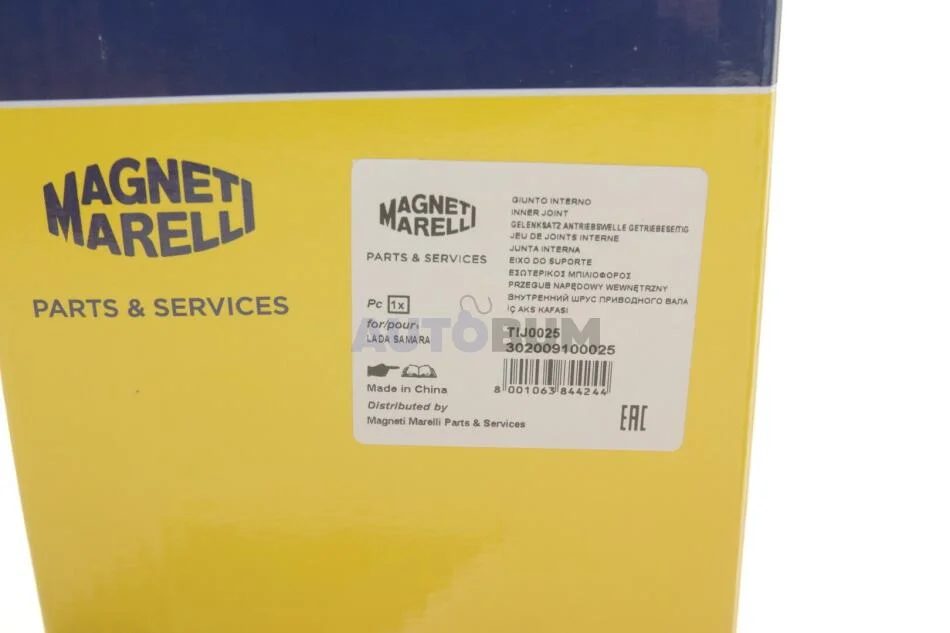 MAGNETI
MARELLI
PARTS & SERVICES
MAGNETI
MARELLI
PARTS & SERVICES
Pc 1x
for/pour:
LADA SAMARA
Made in China
Distributed by
Magneti Marelli Parts & Services
GIUNTO INTERNO
INNER JOINT
GELENKSATZ ANTRIEBSWELLE GETRIEBESEITIG
JEU DE JOINTS INTERNE
JUNTA INTERNA
EIXO DO SUPORTE
ΕΣΩΤΕΡΙΚΟΣ ΜΠΙΛΙΟΦΟΡΟΣ
PRZEGUB NAPĘDOWY WEWNĘTRZNY
ВНУТРЕННИЙ ШРУС ПРИВОДНОГО ВАЛА
İÇ AKS KAFASI
TIJ0025
302009100025
8 001063 844244
EAC
AUTOBUM